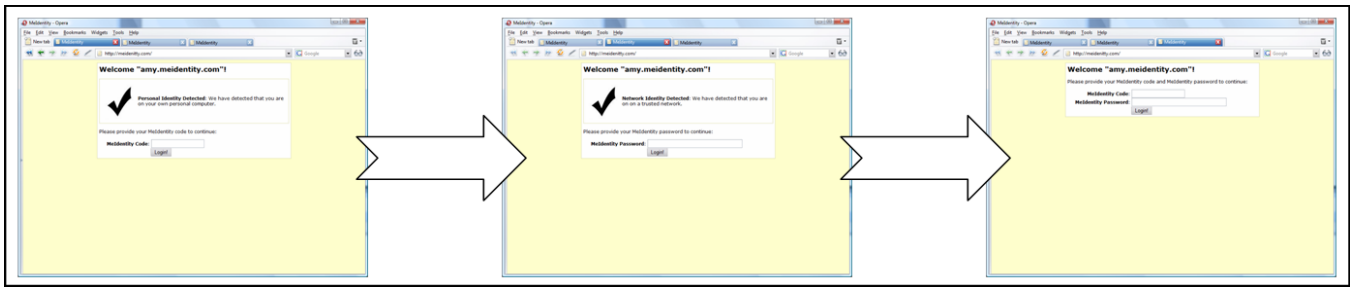 MeIdentity - Opera
File Edit View Bookmarks Widgets Tools Help
New tab MeIdentity MeIdentity MeIdentity
http://meidentity.com/ Google
Welcome "amy.meidentity.com"!
Personal Identity Detected: We have detected that you are
on your own personal computer.
Please provide your MeIdentity code to continue:
MeIdentity Code:
Login!
MeIdentity - Opera
File Edit View Bookmarks Widgets Tools Help
New tab MeIdentity MeIdentity MeIdentity
http://meidentity.com/ Google
Welcome "amy.meidentity.com"!
Network Identity Detected: We have detected that you are
on on a trusted network.
Please provide your MeIdentity password to continue:
MeIdentity Password:
Login!
MeIdentity - Opera
File Edit View Bookmarks Widgets Tools Help
New tab MeIdentity MeIdentity MeIdentity
http://meidentity.com/ Google
Welcome "amy.meidentity.com"!
Please provide your MeIdentity code and MeIdentity password to continue:
MeIdentity Code:
MeIdentity Password:
Login!